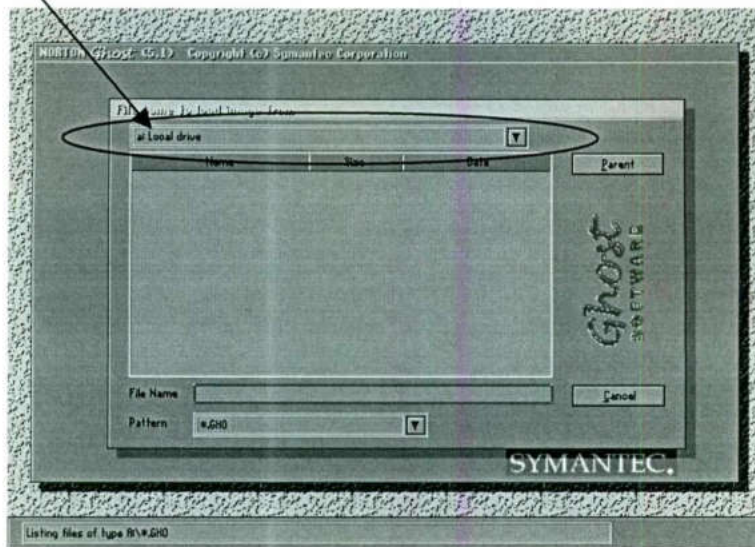 NORTON Ghost (5.1) Copyright (c) Symantec Corporation
File name to load image from
a: Local drive
Name Size Date
Parent
Ghost
SOFTWARE
File Name
Cancel
Pattern *.GHO
SYMANTEC.
Listing files of type A:\*.GHO